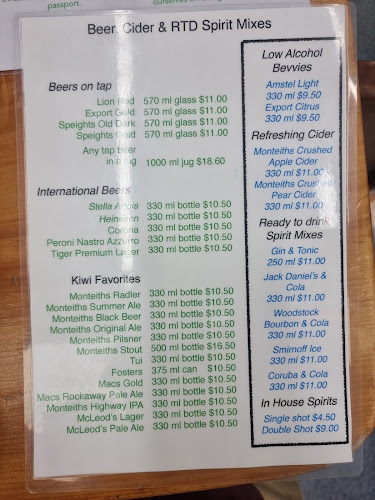 passport.
Beer, Cider & RTD Spirit Mixes
Beers on tap
Lion Red 570 ml glass $11.00
Export Gold 570 ml glass $11.00
Speights Old Dark 570 ml glass $11.00
Speights Gold 570 ml glass $11.00
Any tap beer
in a jug 1000 ml jug $18.60
International Beers
Stella Artois 330 ml bottle $10.50
Heineken 330 ml bottle $10.50
Corona 330 ml bottle $10.50
Peroni Nastro Azzurro 330 ml bottle $10.50
Tiger Premium Lager 330 ml bottle $10.50
Kiwi Favorites
Monteiths Radler 330 ml bottle $10.50
Monteiths Summer Ale 330 ml bottle $10.50
Monteiths Black Beer 330 ml bottle $10.50
Monteiths Original Ale 330 ml bottle $10.50
Monteiths Pilsner 330 ml bottle $10.50
Monteiths Stout 500 ml bottle $16.50
Tui 330 ml bottle $10.50
Fosters 375 ml can $10.50
Macs Gold 330 ml bottle $10.50
Macs Rockaway Pale Ale 330 ml bottle $10.50
Monteiths Highway IPA 330 ml bottle $10.50
McLeod's Lager 330 ml bottle $10.50
McLeod's Pale Ale 330 ml bottle $10.50
Low Alcohol
Bevvies
Amstel Light
330 ml $9.50
Export Citrus
330 ml $9.50
Refreshing Cider
Monteiths Crushed
Apple Cider
330 ml $11.00
Monteiths Crushed
Pear Cider
330 ml $11.00
Ready to drink
Spirit Mixes
Gin & Tonic
250 ml $11.00
Jack Daniel's &
Cola
330 ml $11.00
Woodstock
Bourbon & Cola
330 ml $11.00
Smirnoff Ice
330 ml $11.00
Coruba & Cola
330 ml $11.00
In House Spirits
Single shot $4.50
Double Shot $9.00